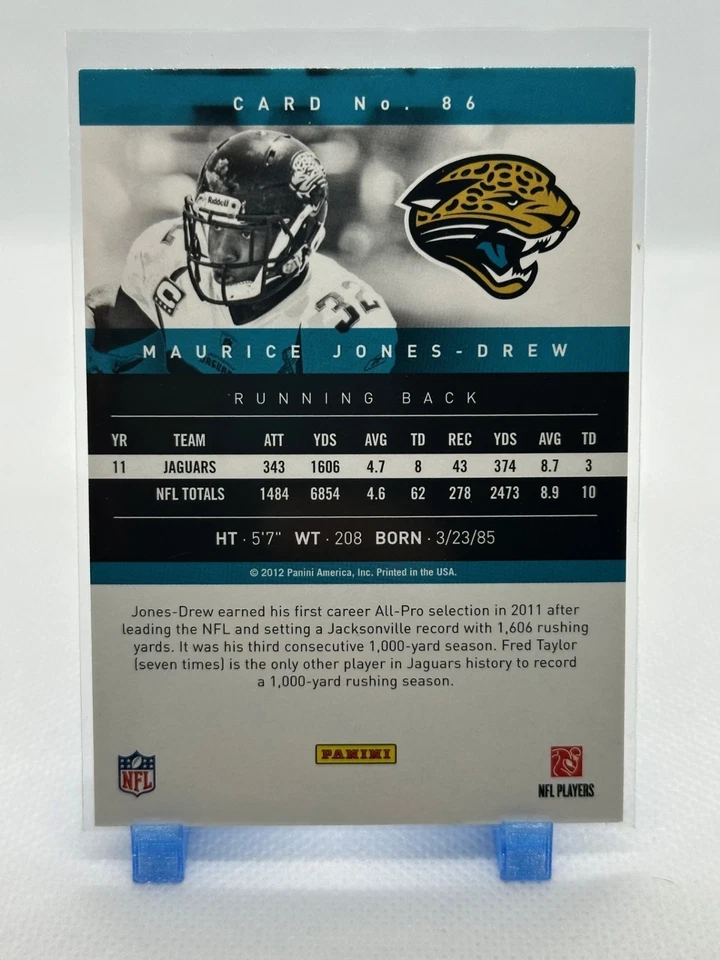 CARD No. 86
Riddell
32
MAURICE JONES-DREW
RUNNING BACK
YR TEAM ATT YDS AVG TD REC YDS AVG TD
11 JAGUARS 343 1606 4.7 8 43 374 8.7 3
NFL TOTALS 1484 6854 4.6 62 278 2473 8.9 10
HT · 5'7" WT · 208 BORN · 3/23/85
© 2012 Panini America, Inc. Printed in the USA.
Jones-Drew earned his first career All-Pro selection in 2011 after
leading the NFL and setting a Jacksonville record with 1,606 rushing
yards. It was his third consecutive 1,000-yard season. Fred Taylor
(seven times) is the only other player in Jaguars history to record
a 1,000-yard rushing season.
NFL
PANINI
NFL PLAYERS